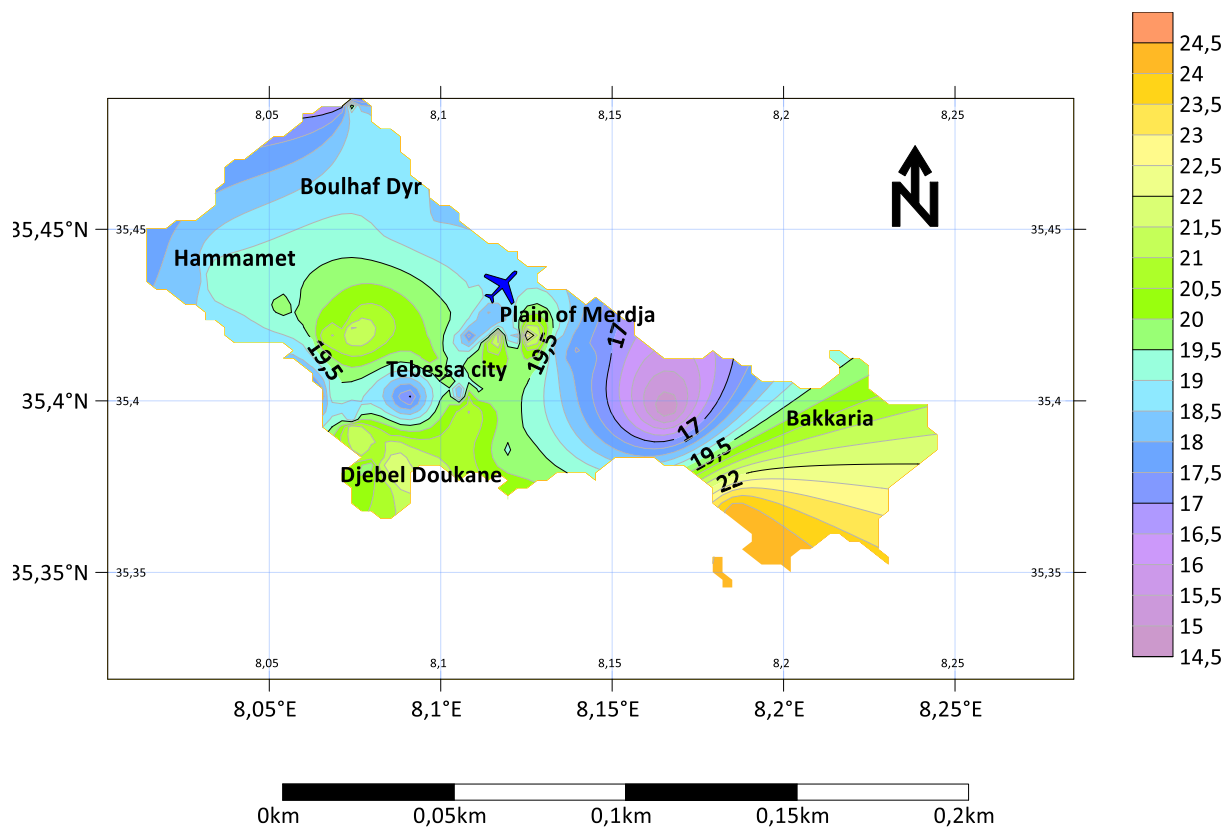 24,5
8,05 8,1 8,15 8,2 8,25
24
23,5
23
22,5
N
Boulhaf Dyr
22
35,45°N 35,45 35,45
21,5
Hammamet
21
20,5
Plain of Merdja
20
17
19,5
19,5
19,5
Tebessa city
19
35,4°N 35,4 35,4
18,5
Bakkaria
17
18
19,5
Djebel Doukane
22
17,5
17
16,5
35,35°N 35,35 35,35
16
15,5
15
14,5
8,05 8,1 8,15 8,2 8,25
8,05°E 8,1°E 8,15°E 8,2°E 8,25°E
0km 0,05km 0,1km 0,15km 0,2km